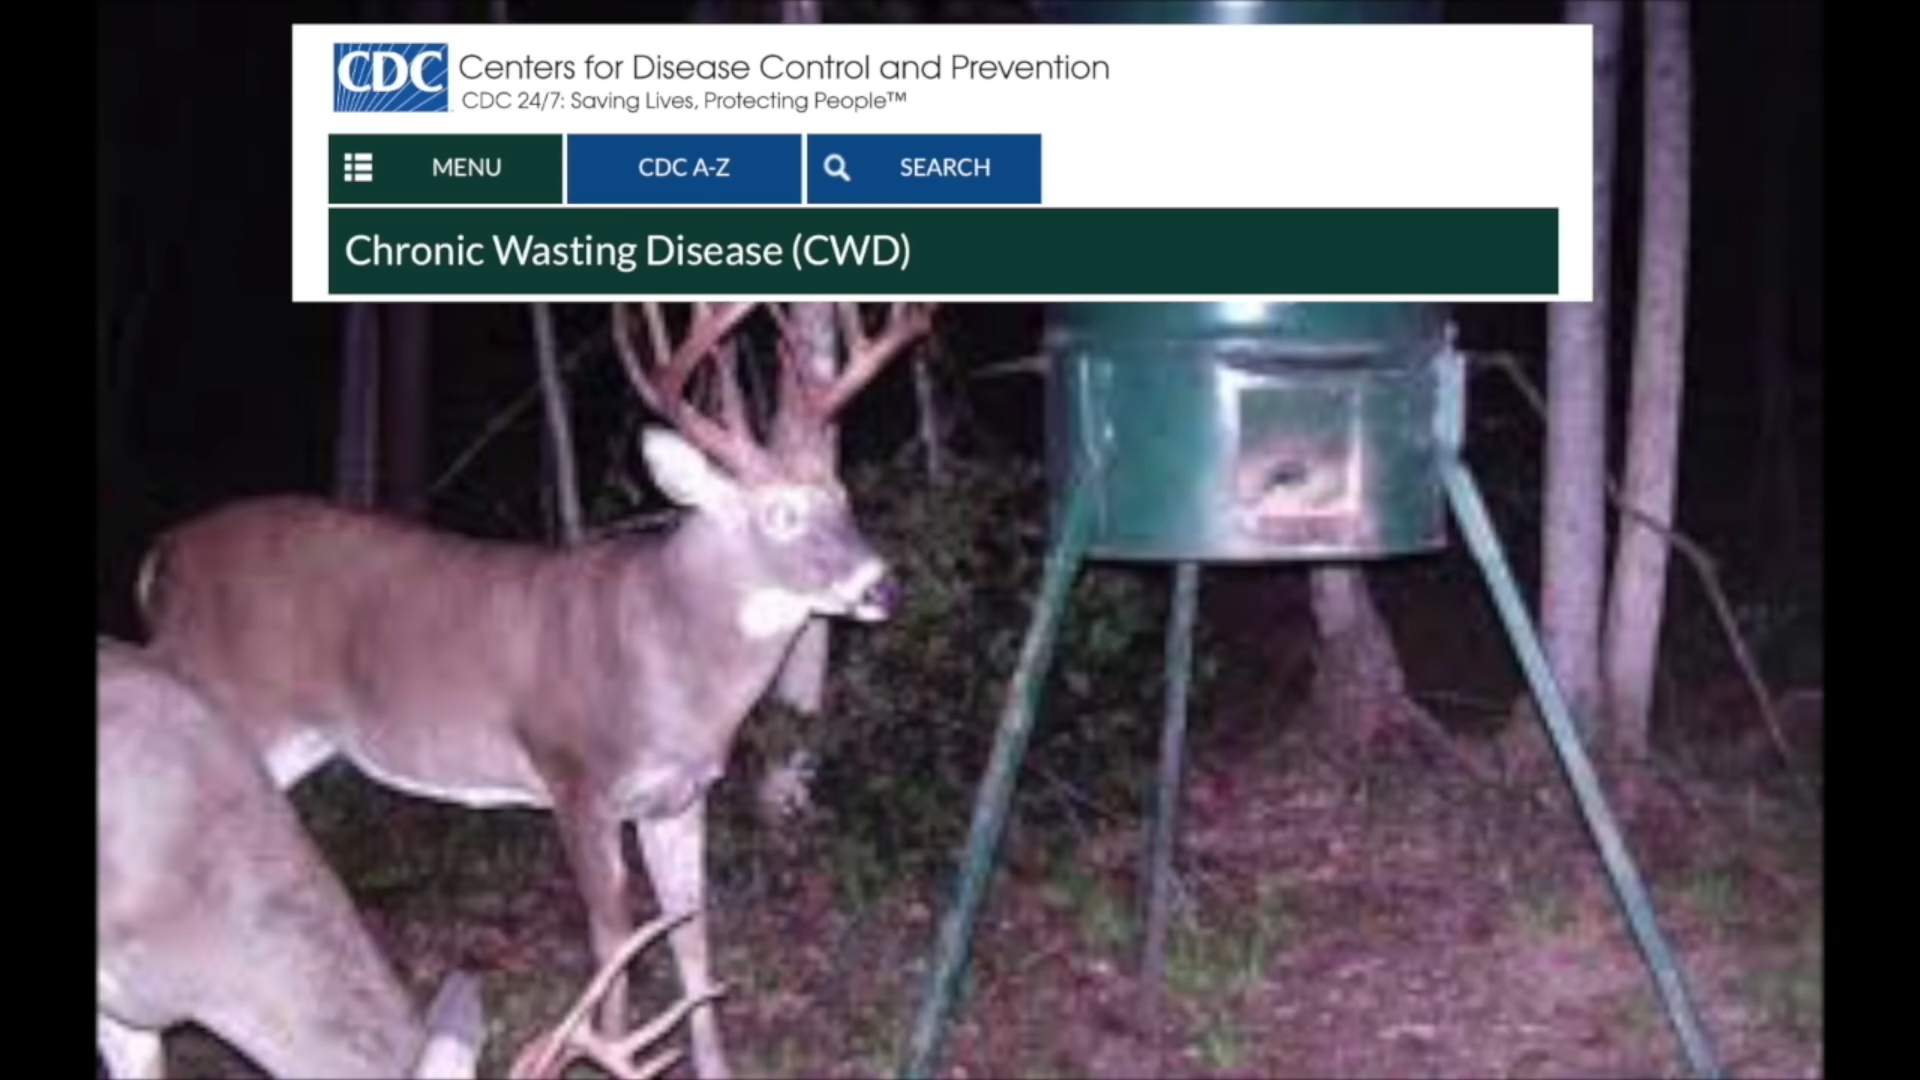 CDC Centers for Disease Control and Prevention
CDC 24/7: Saving Lives, Protecting People™
MENU CDC A-Z SEARCH
Chronic Wasting Disease (CWD)